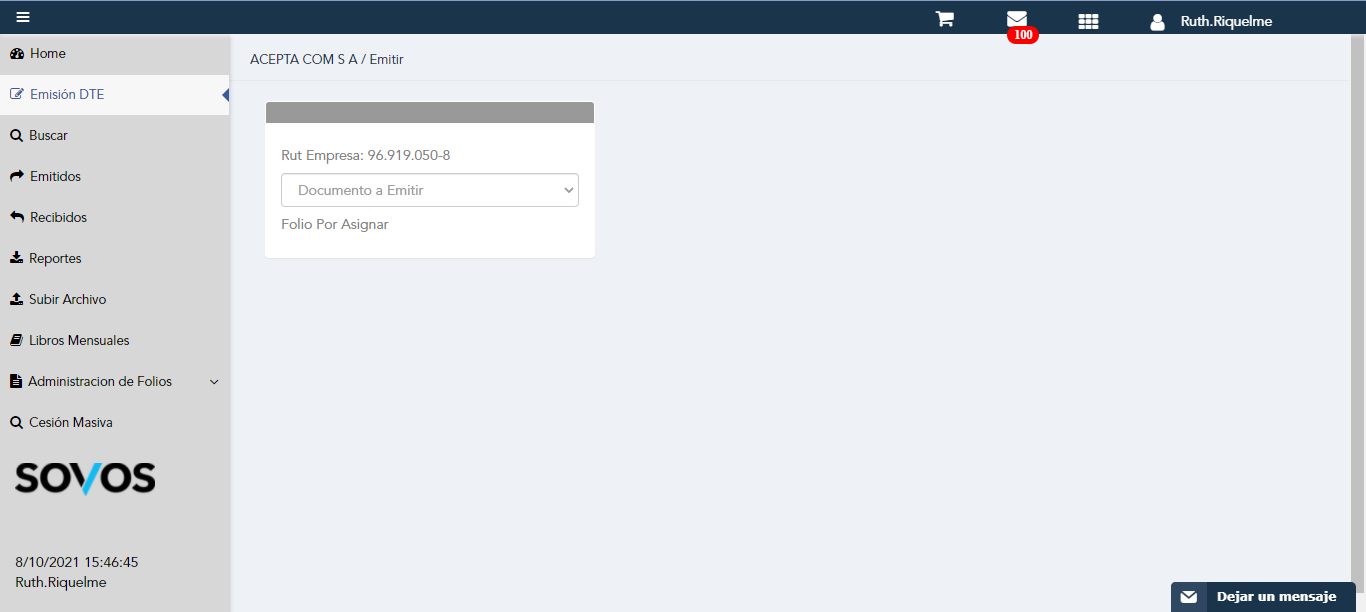 100
Ruth.Riquelme
Home
Emisión DTE
Buscar
Emitidos
Recibidos
Reportes
Subir Archivo
Libros Mensuales
Administracion de Folios
Cesión Masiva
SOVOS
8/10/2021 15:46:45
Ruth.Riquelme
ACEPTA COM S A / Emitir
Rut Empresa: 96.919.050-8
Documento a Emitir
Folio Por Asignar
Dejar un mensaje